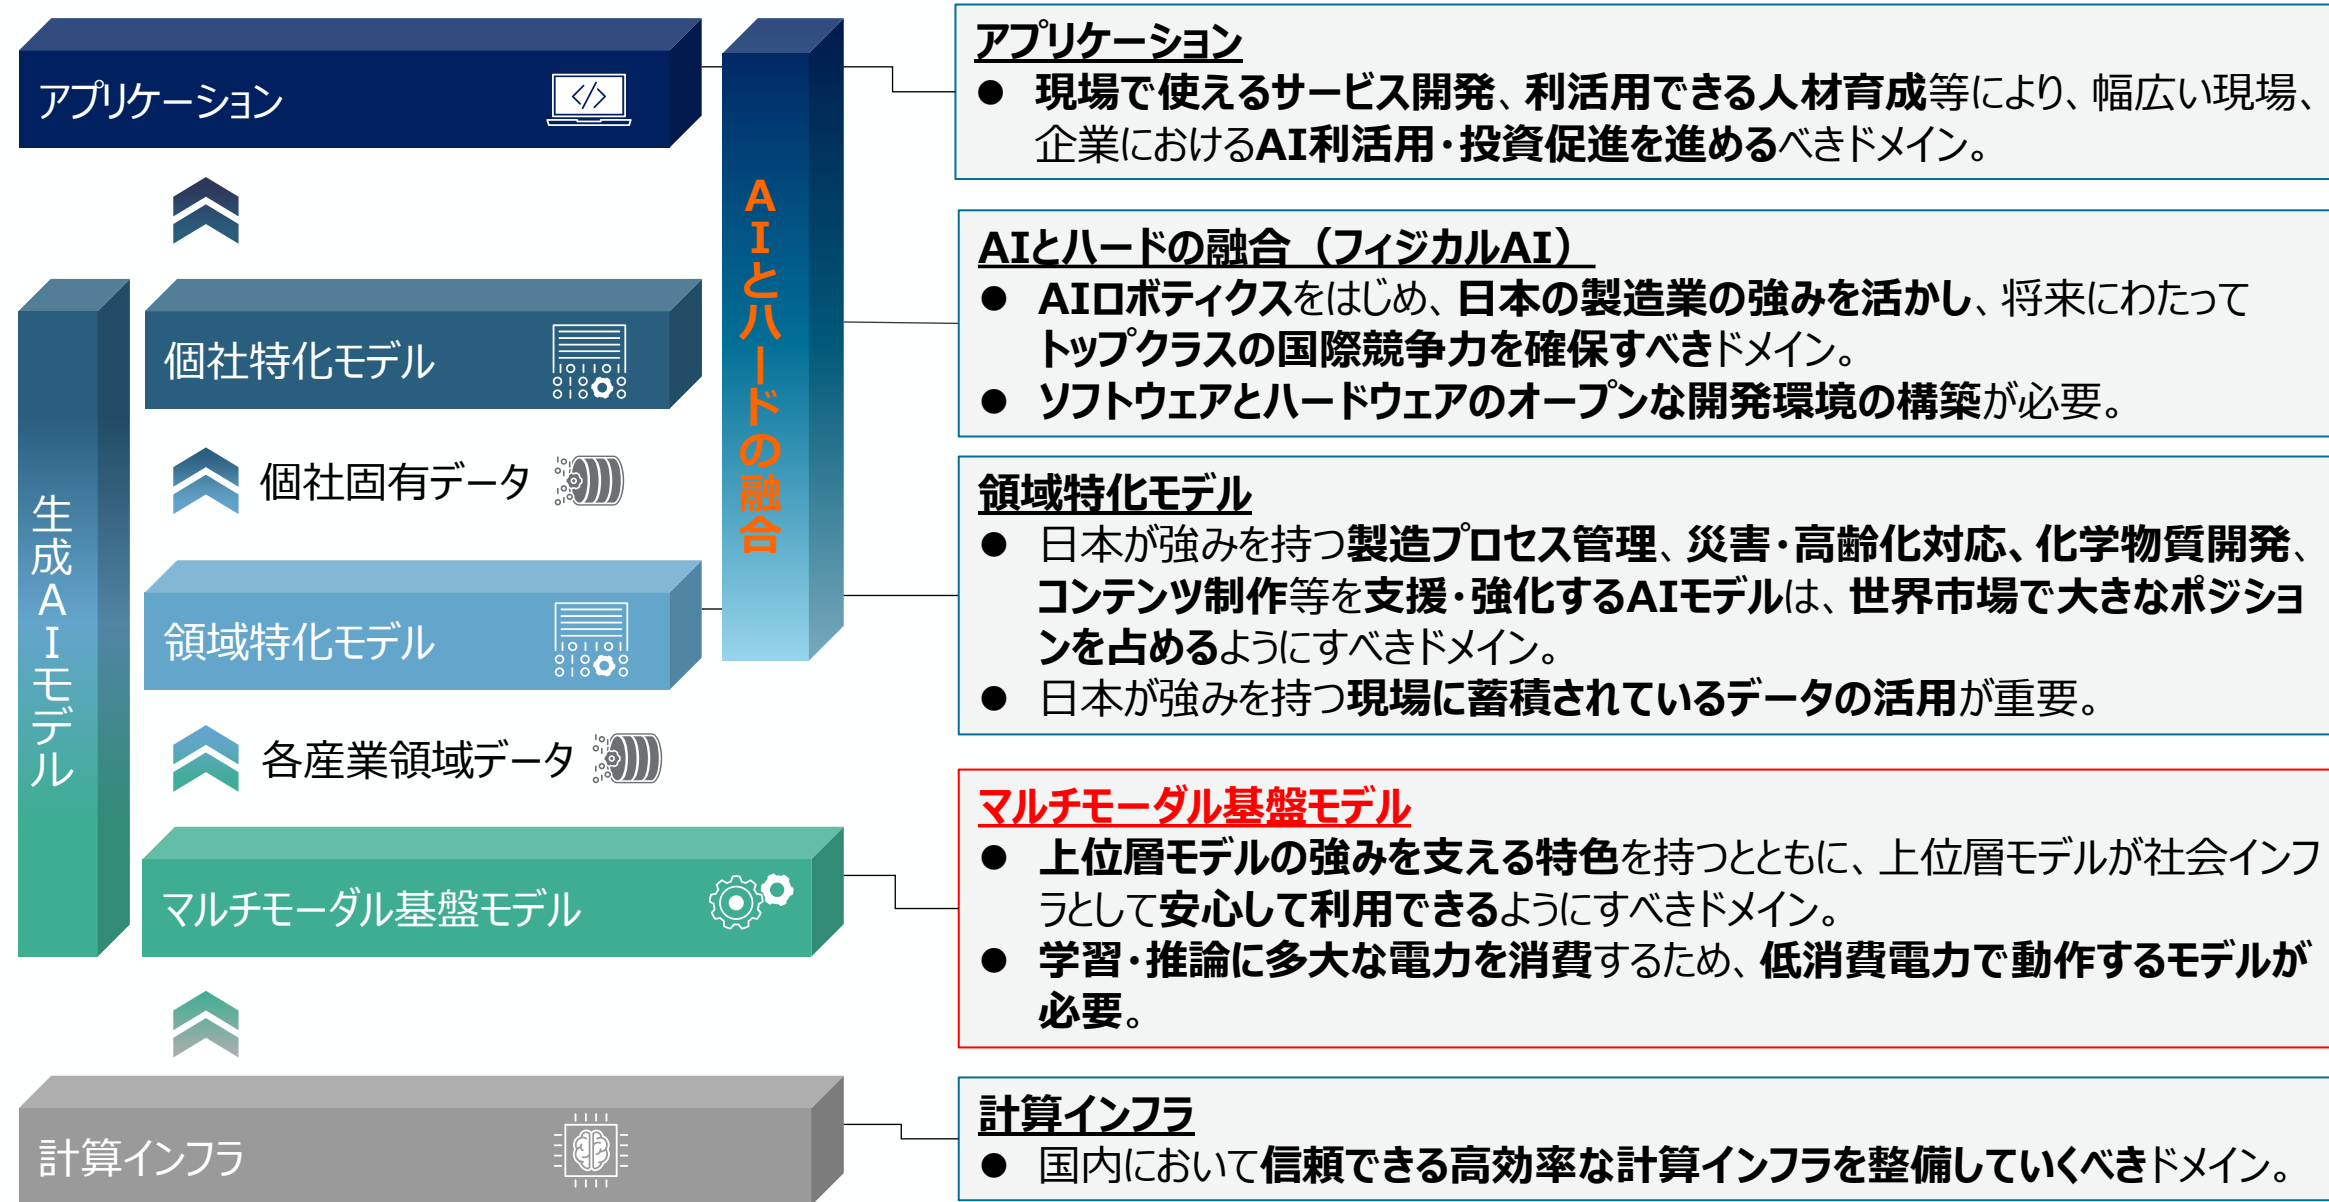 アプリケーション
個社特化モデル
個社固有データ
領域特化モデル
各産業領域データ
マルチモーダル基盤モデル
計算インフラ
生成AIモデル
AIとハードの融合
アプリケーション
● 現場で使えるサービス開発、利活用できる人材育成等により、幅広い現場、
企業におけるAI利活用・投資促進を進めるべきドメイン。
AIとハードの融合（フィジカルAI）
● AIロボティクスをはじめ、日本の製造業の強みを活かし、将来にわたって
トップクラスの国際競争力を確保すべきドメイン。
● ソフトウェアとハードウェアのオープンな開発環境の構築が必要。
領域特化モデル
● 日本が強みを持つ製造プロセス管理、災害・高齢化対応、化学物質開発、
コンテンツ制作等を支援・強化するAIモデルは、世界市場で大きなポジショ
ンを占めるようにすべきドメイン。
● 日本が強みを持つ現場に蓄積されているデータの活用が重要。
マルチモーダル基盤モデル
● 上位層モデルの強みを支える特色を持つとともに、上位層モデルが社会インフ
ラとして安心して利用できるようにすべきドメイン。
● 学習・推論に多大な電力を消費するため、低消費電力で動作するモデルが
必要。
計算インフラ
● 国内において信頼できる高効率な計算インフラを整備していくべきドメイン。